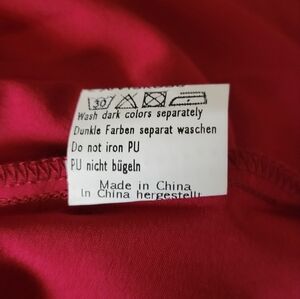 30
Wash dark colors separately
Dunkle Farben separat waschen
Do not iron PU
PU nicht bügeln
Made in China
In China hergestellt